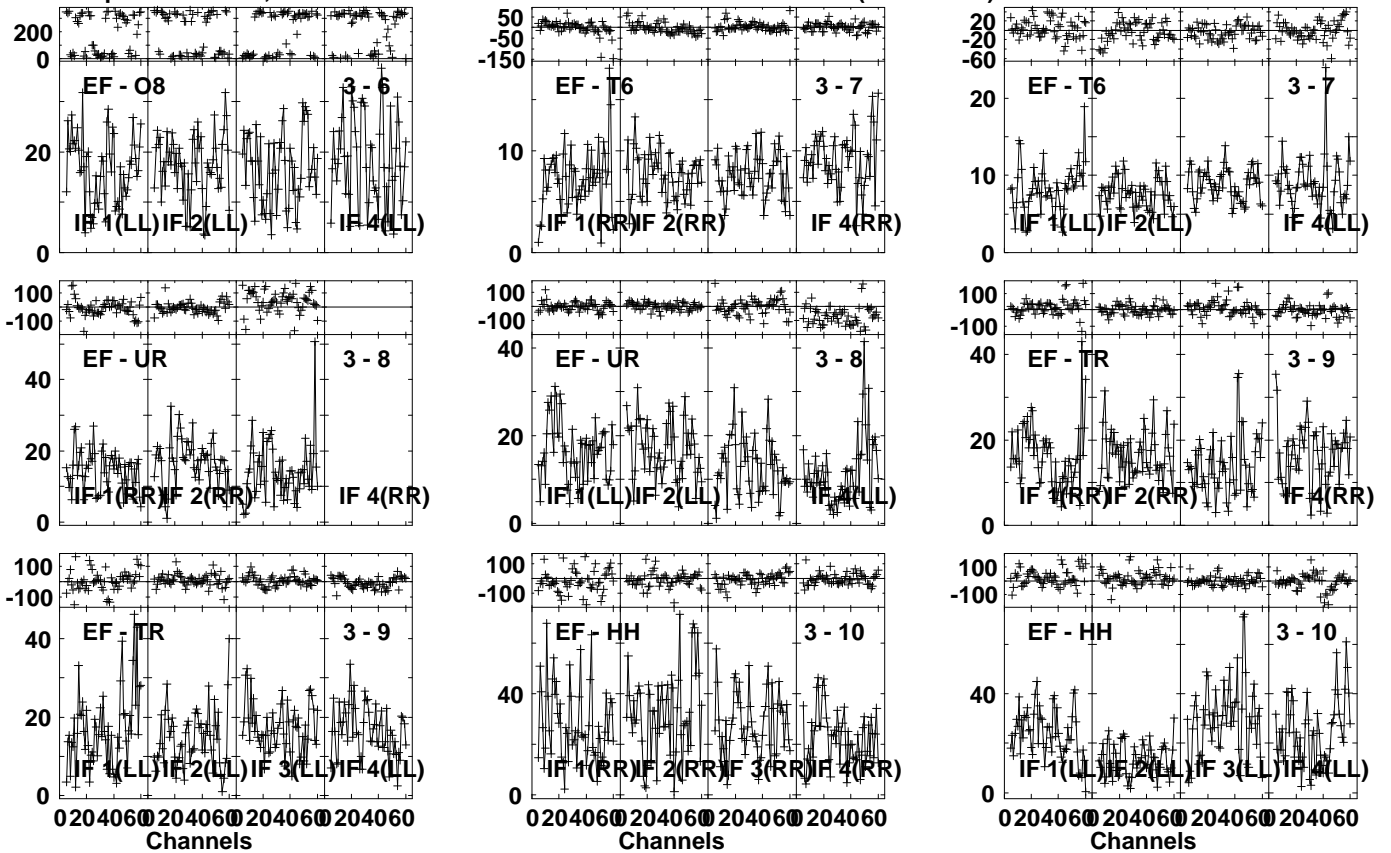 200
0
50
-50
-150
20
-20
-60
EF - O8 3 - 6
EF - T6 3 - 7
EF - T6 3 - 7
20
0
10
0
20
10
0
IF 1(LL) IF 2(LL) IF 4(LL)
IF 1(RR) IF 2(RR) IF 4(RR)
IF 1(LL) IF 2(LL) IF 4(LL)
100
-100
100
-100
100
-100
EF - UR 3 - 8
EF - UR 3 - 8
EF - TR 3 - 9
40
20
0
40
20
0
40
20
0
IF 1(RR) IF 2(RR) IF 4(RR)
IF 1(LL) IF 2(LL) IF 4(LL)
IF 1(RR) IF 2(RR) IF 4(RR)
100
-100
100
-100
100
-100
EF - TR 3 - 9
EF - HH 3 - 10
EF - HH 3 - 10
40
20
0
40
0
40
0
IF 1(LL) IF 2(LL) IF 3(LL) IF 4(LL)
IF 1(RR) IF 2(RR) IF 3(RR) IF 4(RR)
IF 1(LL) IF 2(LL) IF 3(LL) IF 4(LL)
0 20 40 60 0 20 40 60 0 20 40 60 0 20 40 60
0 20 40 60 0 20 40 60 0 20 40 60 0 20 40 60
0 20 40 60 0 20 40 60 0 20 40 60 0 20 40 60
Channels
Channels
Channels